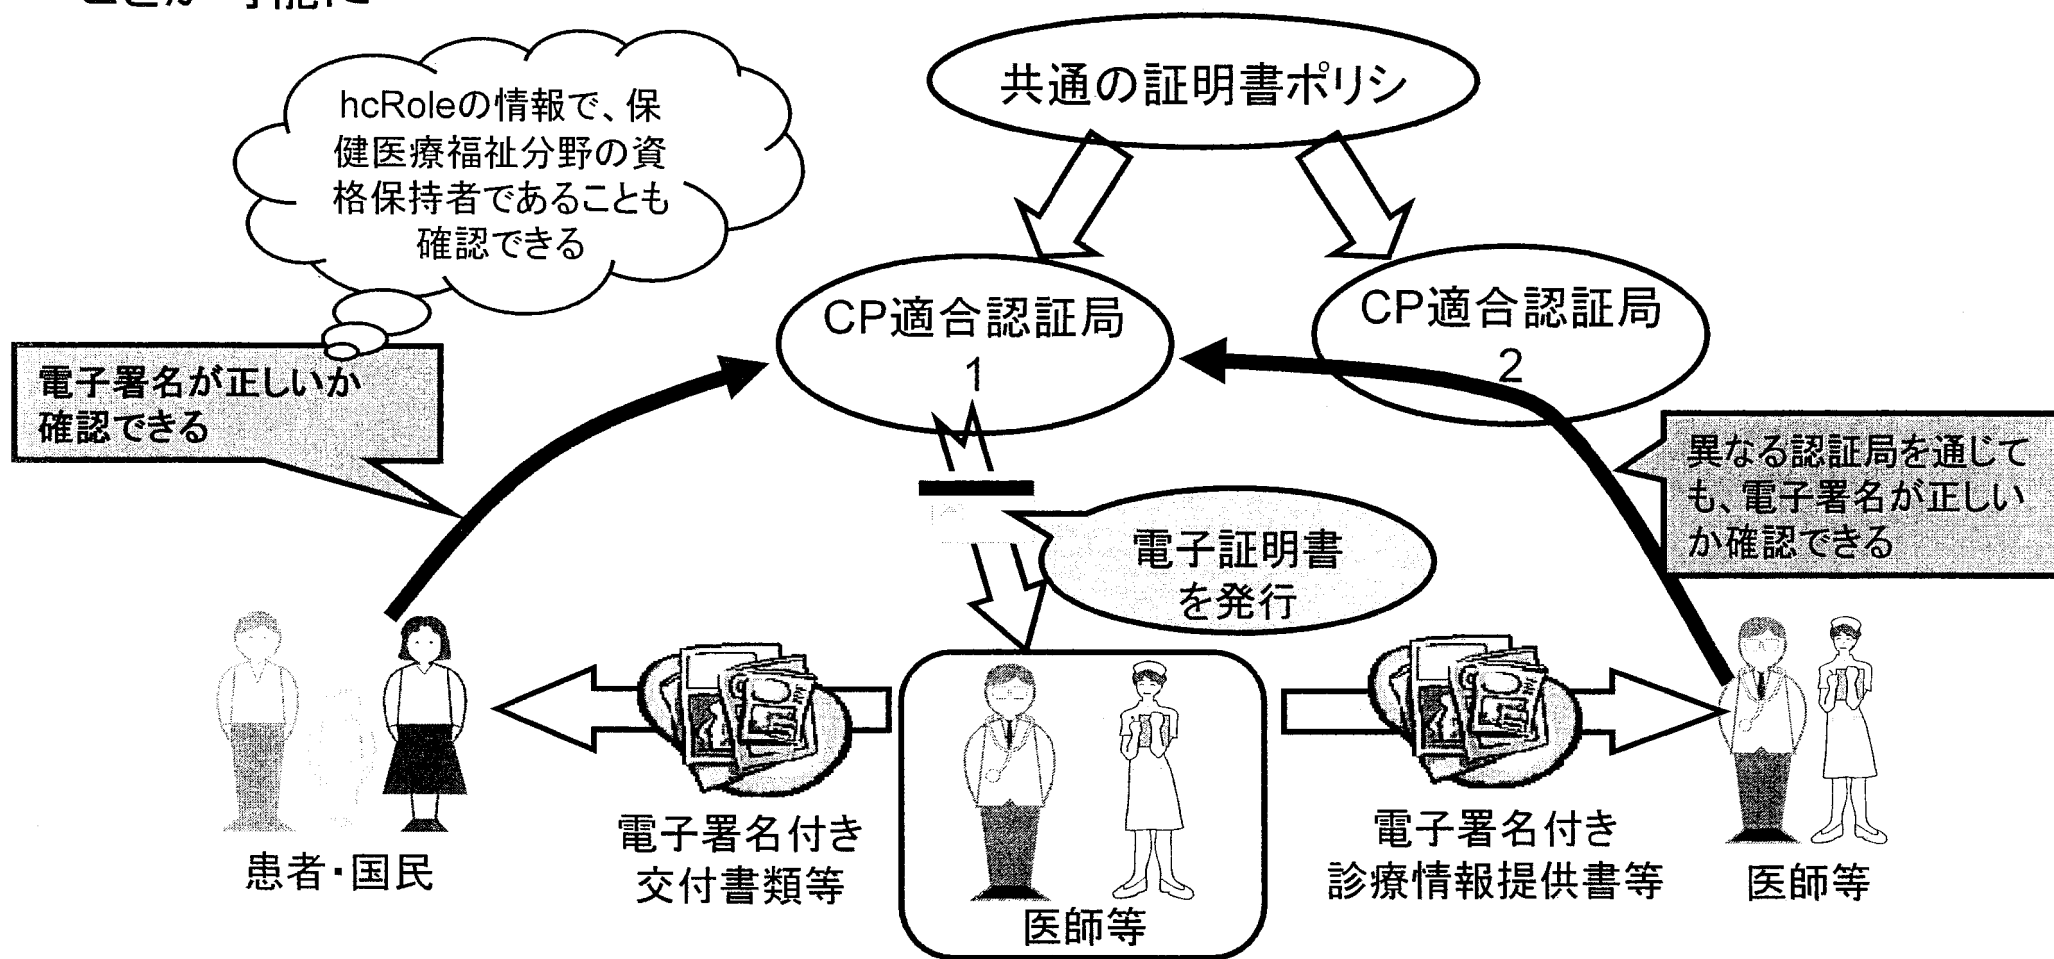 hcRoleの情報で、保
健医療福祉分野の資
格保持者であることも
確認できる
共通の証明書ポリシ
CP適合認証局
1
CP適合認証局
2
電子署名が正しいか
確認できる
異なる認証局を通じて
も、電子署名が正しい
か確認できる
電子証明書
を発行
患者・国民
電子署名付き
交付書類等
医師等
電子署名付き
診療情報提供書等
医師等